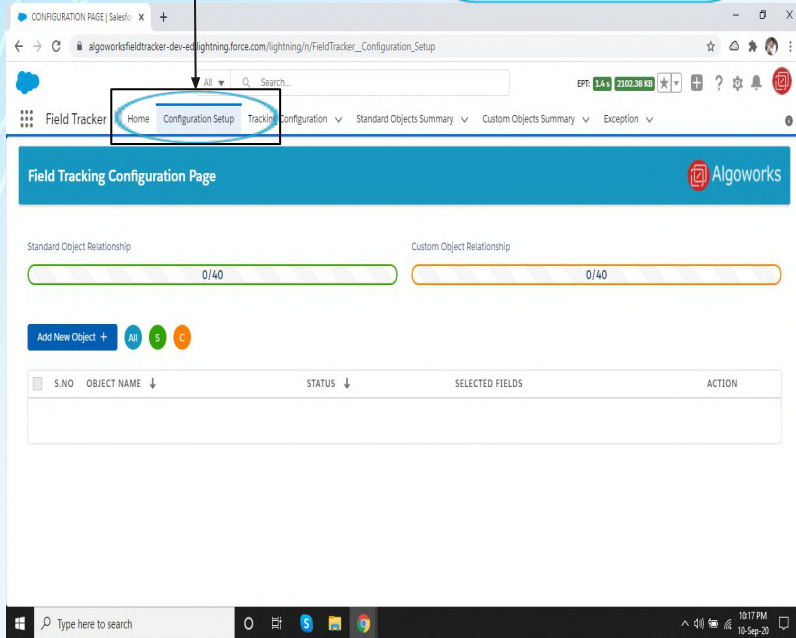 CONFIGURATION PAGE | Salesfo
algoworksfieldtracker-dev-ed.lightning.force.com/lightning/n/FieldTracker__Configuration_Setup
All Search... EPT: 1.4 s 2102.38 KB
Field Tracker Home Configuration Setup Tracking Configuration Standard Objects Summary Custom Objects Summary Exception
Field Tracking Configuration Page Algoworks
Standard Object Relationship Custom Object Relationship
0/40 0/40
Add New Object + All S C
S.NO OBJECT NAME STATUS SELECTED FIELDS ACTION
Type here to search 10:17 PM
10-Sep-20